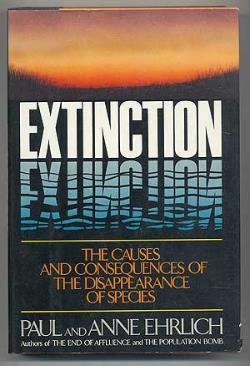 EXTINCTION
EXTINCTION
THE CAUSES
AND CONSEQUENCES OF
THE DISAPPEARANCE
OF SPECIES
PAUL AND ANNE EHRLICH
Authors of THE END OF AFFLUENCE and THE POPULATION BOMB